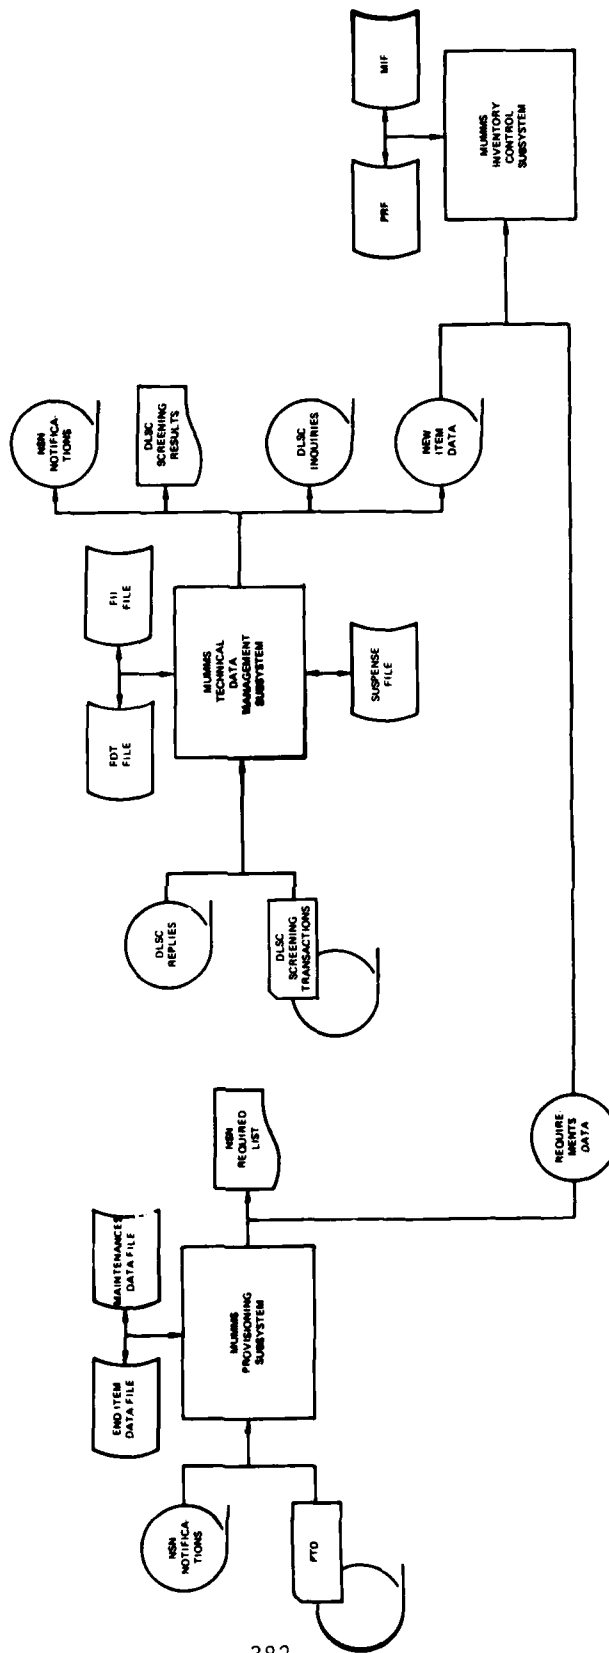 NSN
NOTIFICA-
TIONS
PTD
END ITEM
DATA FILE
MAINTENANCES
DATA FILE
MUMMS
PROVISIONING
SUBSYSTEM
NSN
REQUIRED
LIST
REQUIRE-
MENTS
DATA
DLSC
REPLIES
DLSC
SCREENING
TRANSACTIONS
FDT
FILE
FII
FILE
MUMMS
TECHNICAL
DATA
MANAGEMENT
SUBSYSTEM
SUSPENSE
FILE
NSN
NOTIFICA-
TIONS
DLSC
SCREENING
RESULTS
DLSC
INQUIRIES
NEW
ITEM
DATA
PRF
MIF
MUMMS
INVENTORY
CONTROL
SUBSYSTEM
382